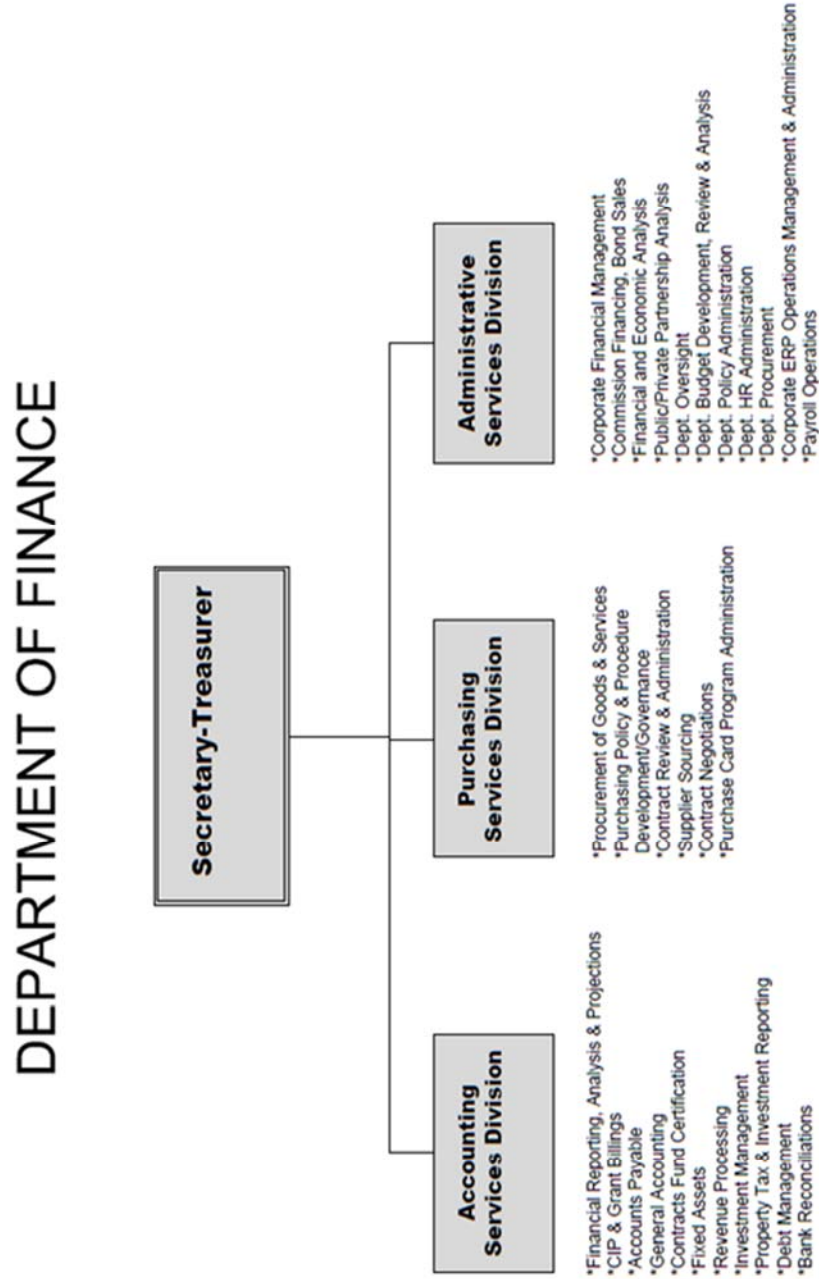 DEPARTMENT OF FINANCE
Secretary-Treasurer
Accounting
Services Division
*Financial Reporting, Analysis & Projections
*CIP & Grant Billings
*Accounts Payable
*General Accounting
*Contracts Fund Certification
*Fixed Assets
*Revenue Processing
*Investment Management
*Property Tax & Investment Reporting
*Debt Management
*Bank Reconciliations
Purchasing
Services Division
*Procurement of Goods & Services
*Purchasing Policy & Procedure
Development/Governance
*Contract Review & Administration
*Supplier Sourcing
*Contract Negotiations
*Purchase Card Program Administration
Administrative
Services Division
*Corporate Financial Management
*Commission Financing, Bond Sales
*Financial and Economic Analysis
*Public/Private Partnership Analysis
*Dept. Oversight
*Dept. Budget Development, Review & Analysis
*Dept. Policy Administration
*Dept. HR Administration
*Dept. Procurement
*Corporate ERP Operations Management & Administration
*Payroll Operations